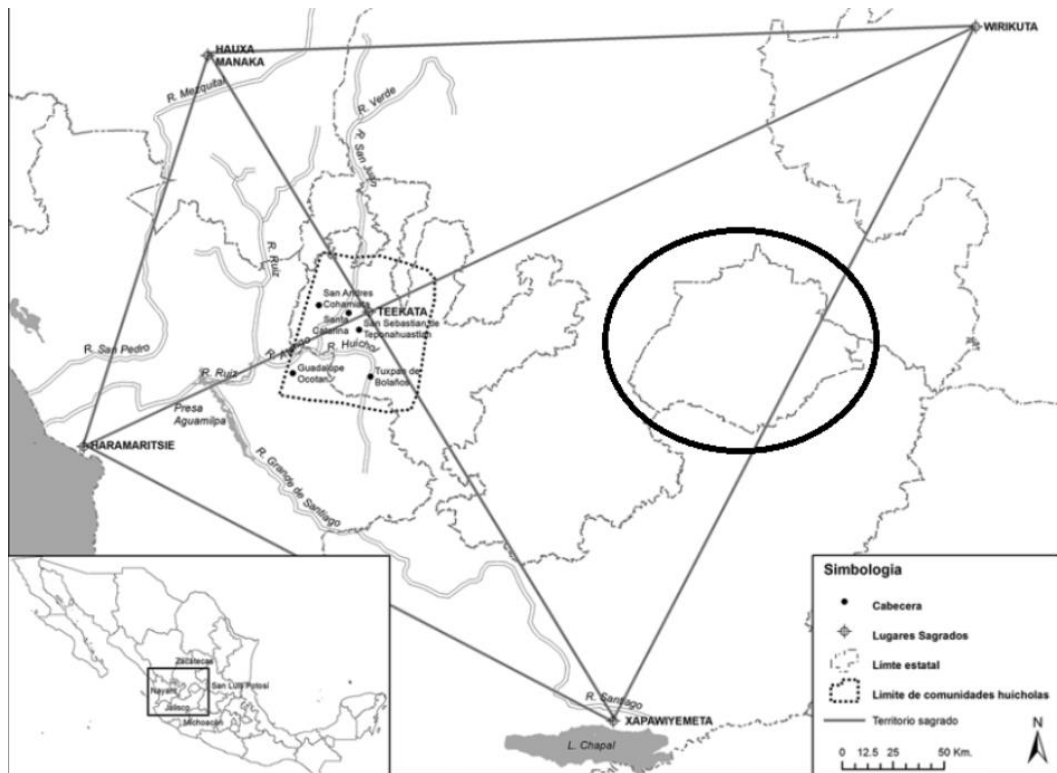 HAUXA
MANAKA
WIRIKUTA
R. Mezquital
R. Verde
R. San Juan
R. Ruiz
San Andres
Cohamiata
TEEKATA
Santa
Catarina
San Sebastian de
Teponahuastlan
R. Huichol
R. San Pedro
R. Ruiz
Guadalupe
Ocotan
Tuxpan de
Bolaños
Presa
Aguamilpa
HARAMARITSIE
R. Grande de Santiago
R. Santiago
XAPAWIYEMETA
L. Chapal
Zacatecas
Nayarit
San Luis Potosí
Jalisco
Michoacán
Simbologia
Cabecera
Lugares Sagrados
Límte estatal
Limite de comunidades huicholas
Territorio sagrado
N
0 12.5 25 50 Km.